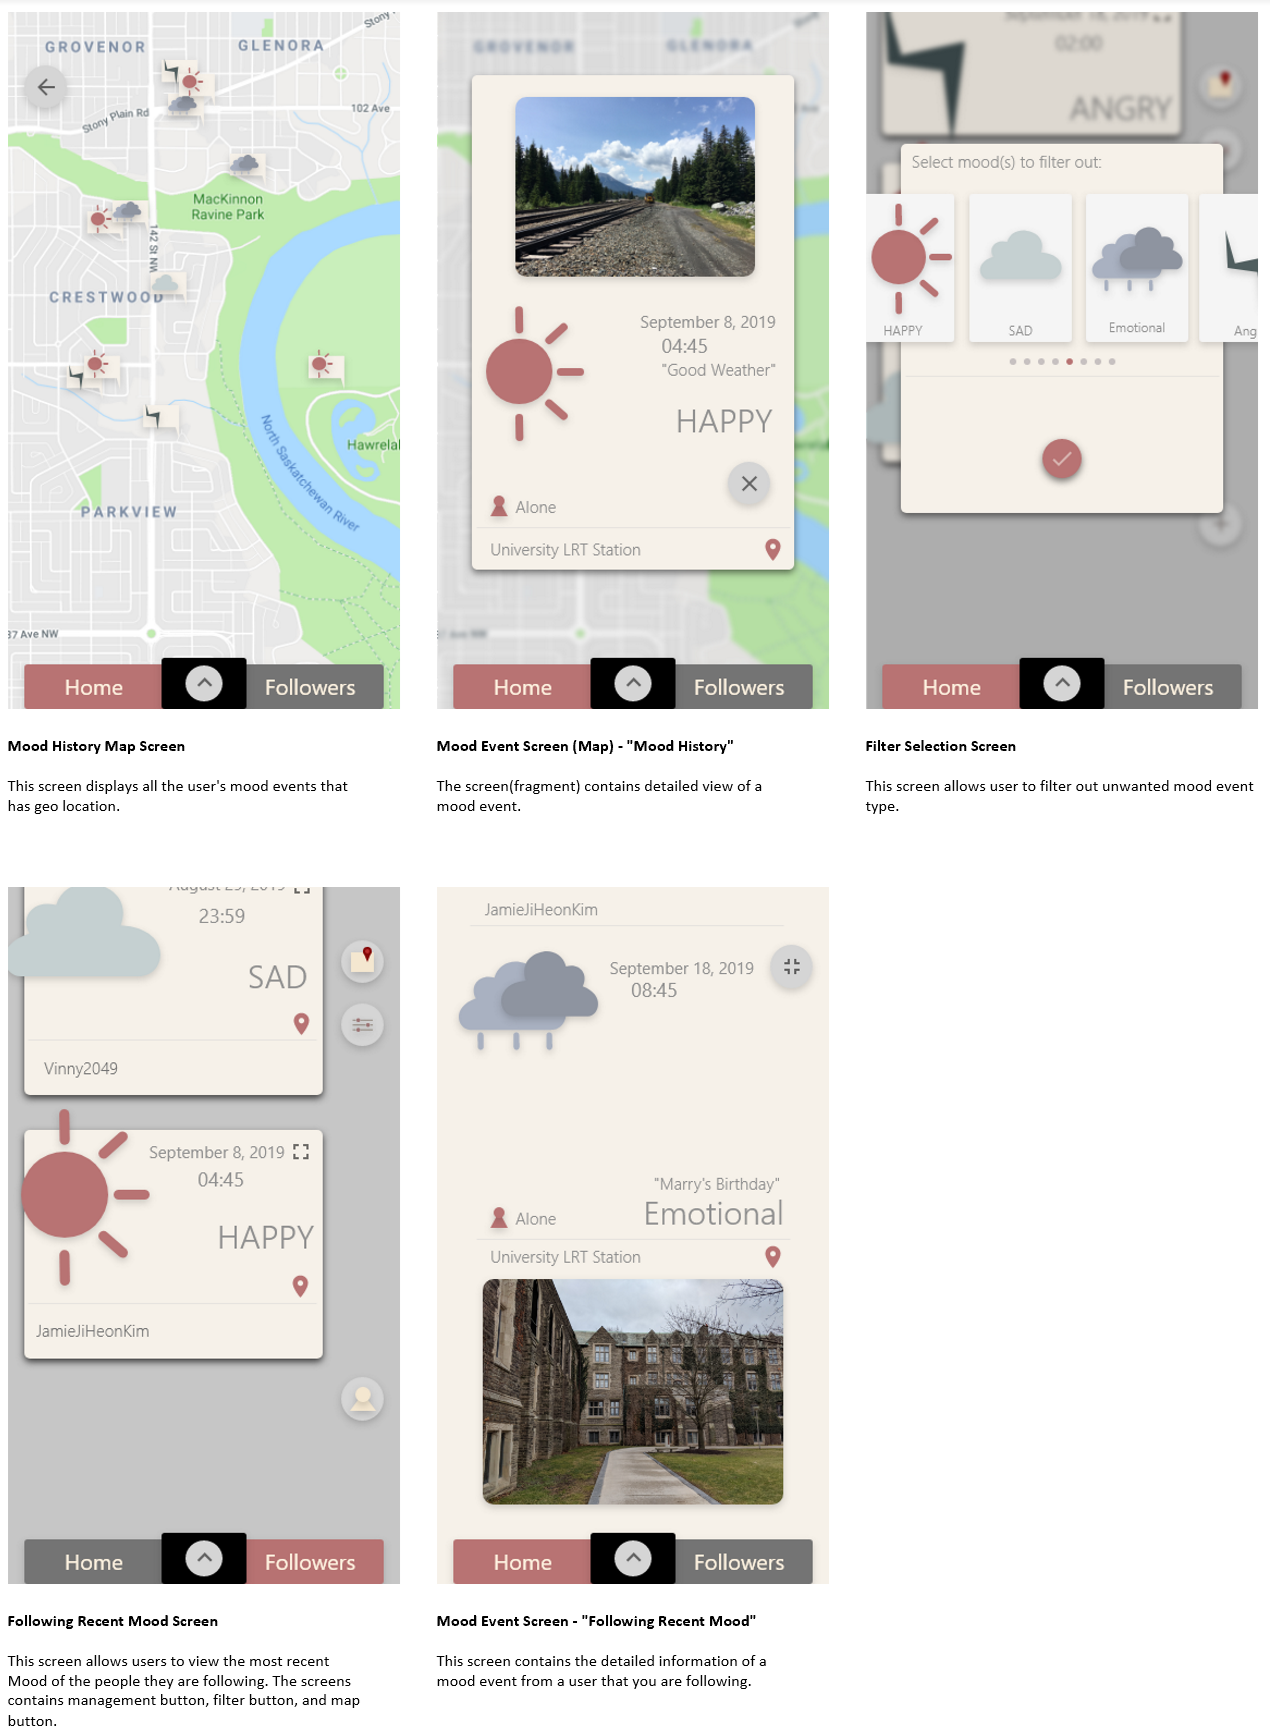 GROVENOR
GLENORA
Stony
Stony Plain Rd
102 Ave
MacKinnon
Ravine Park
142 St NW
CRESTWOOD
North Saskatchewan River
Hawrelak
PARKVIEW
37 Ave NW
Home
Followers
Mood History Map Screen
This screen displays all the user's mood events that
has geo location.
GROVENOR
GLENORA
September 8, 2019
04:45
"Good Weather"
HAPPY
Alone
University LRT Station
Home
Followers
Mood Event Screen (Map) - "Mood History"
The screen(fragment) contains detailed view of a
mood event.
September 18, 2019
02:00
ANGRY
Select mood(s) to filter out:
HAPPY
SAD
Emotional
Ang
Home
Followers
Filter Selection Screen
This screen allows user to filter out unwanted mood event
type.
August 25, 2019
23:59
SAD
Vinny2049
September 8, 2019
04:45
HAPPY
JamieJiHeonKim
Home
Followers
Following Recent Mood Screen
This screen allows users to view the most recent
Mood of the people they are following. The screens
contains management button, filter button, and map
button.
JamieJiHeonKim
September 18, 2019
08:45
"Marry's Birthday"
Alone
Emotional
University LRT Station
Home
Followers
Mood Event Screen - "Following Recent Mood"
This screen contains the detailed information of a
mood event from a user that you are following.